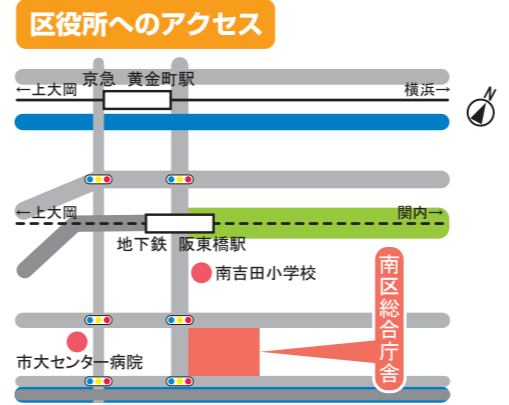 区役所へのアクセス
京急 黄金町駅
←上大岡
横浜→
N
←上大岡
関内→
地下鉄 阪東橋駅
南吉田小学校
南区総合庁舎
市大センター病院